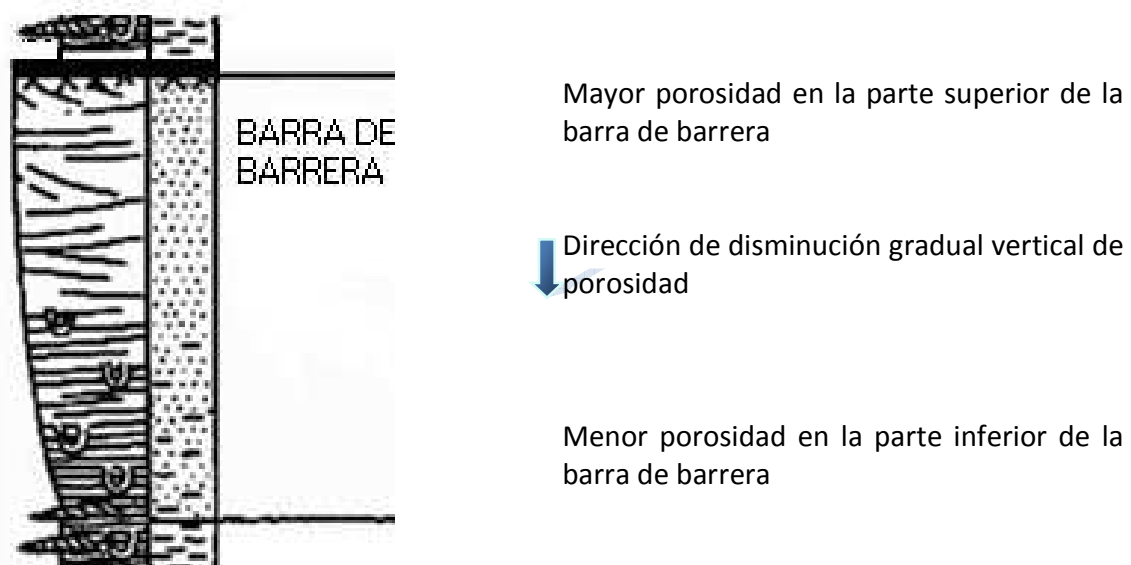 BARRA DE
BARRERA
Mayor porosidad en la parte superior de la
barra de barrera
Dirección de disminución gradual vertical de
porosidad
Menor porosidad en la parte inferior de la
barra de barrera